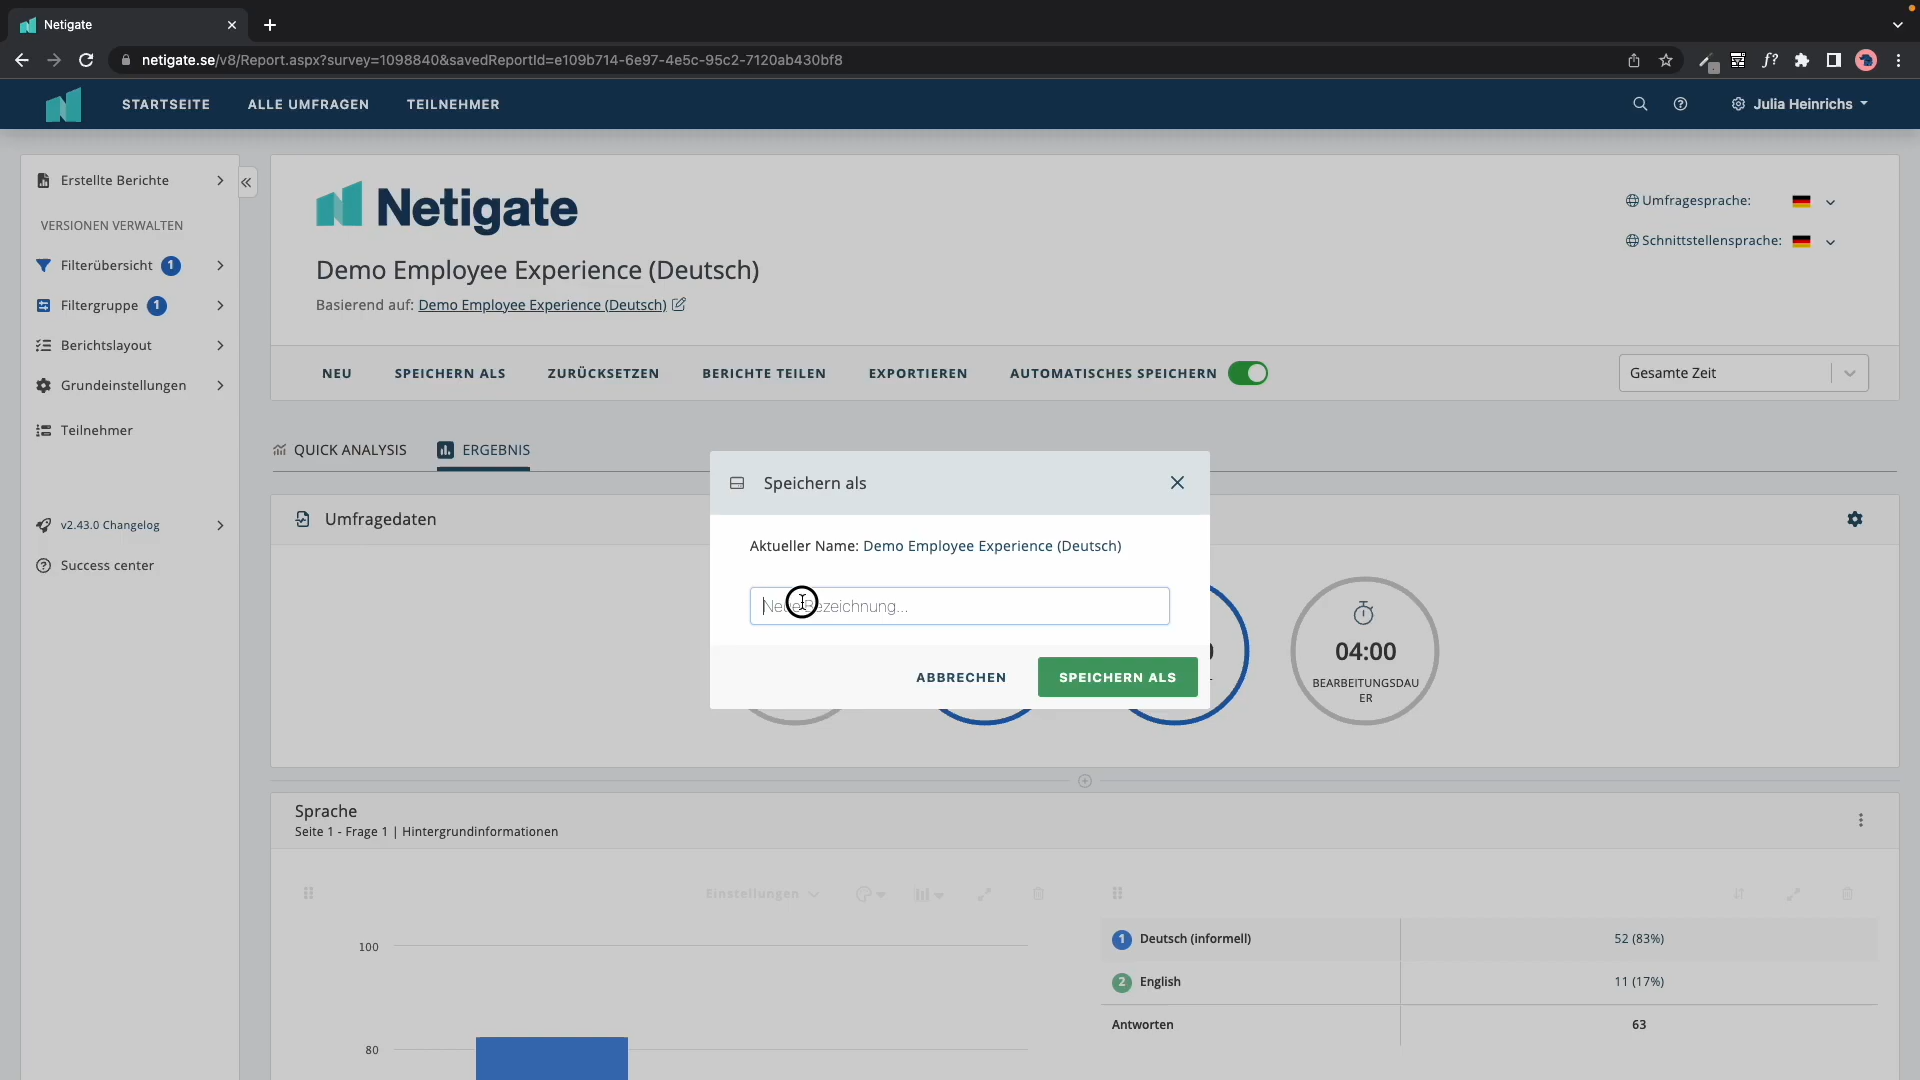 Netigate
netigate.se/v8/Report.aspx?survey=1098840&savedReportId=e109b714-6e97-4e5c-95c2-7120ab430bf8
f?
STARTSEITE
ALLE UMFRAGEN
TEILNEHMER
Julia Heinrichs
Erstellte Berichte
VERSIONEN VERWALTEN
Filterübersicht 1
Filtergruppe 1
Berichtslayout
Grundeinstellungen
Teilnehmer
v2.43.0 Changelog
Success center
Netigate
Demo Employee Experience (Deutsch)
Basierend auf: Demo Employee Experience (Deutsch)
Umfragesprache:
Schnittstellensprache:
NEU
SPEICHERN ALS
ZURÜCKSETZEN
BERICHTE TEILEN
EXPORTIEREN
AUTOMATISCHES SPEICHERN
Gesamte Zeit
QUICK ANALYSIS
ERGEBNIS
Umfragedaten
Speichern als
Aktueller Name: Demo Employee Experience (Deutsch)
Neue Bezeichnung...
ABBRECHEN
SPEICHERN ALS
04:00
BEARBEITUNGSDAU
ER
Sprache
Seite 1 - Frage 1 | Hintergrundinformationen
Einstellungen
100
80
1 Deutsch (informell) 52 (83%)
2 English 11 (17%)
Antworten 63